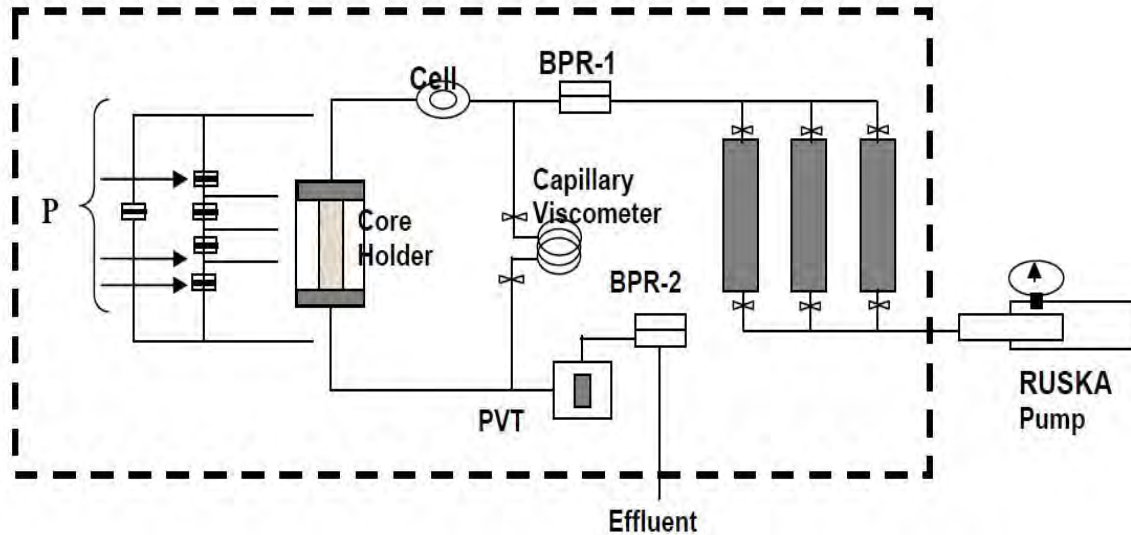 BPR-1
Cell
Capillary
Viscometer
P
Core
Holder
BPR-2
PVT
RUSKA
Pump
Effluent